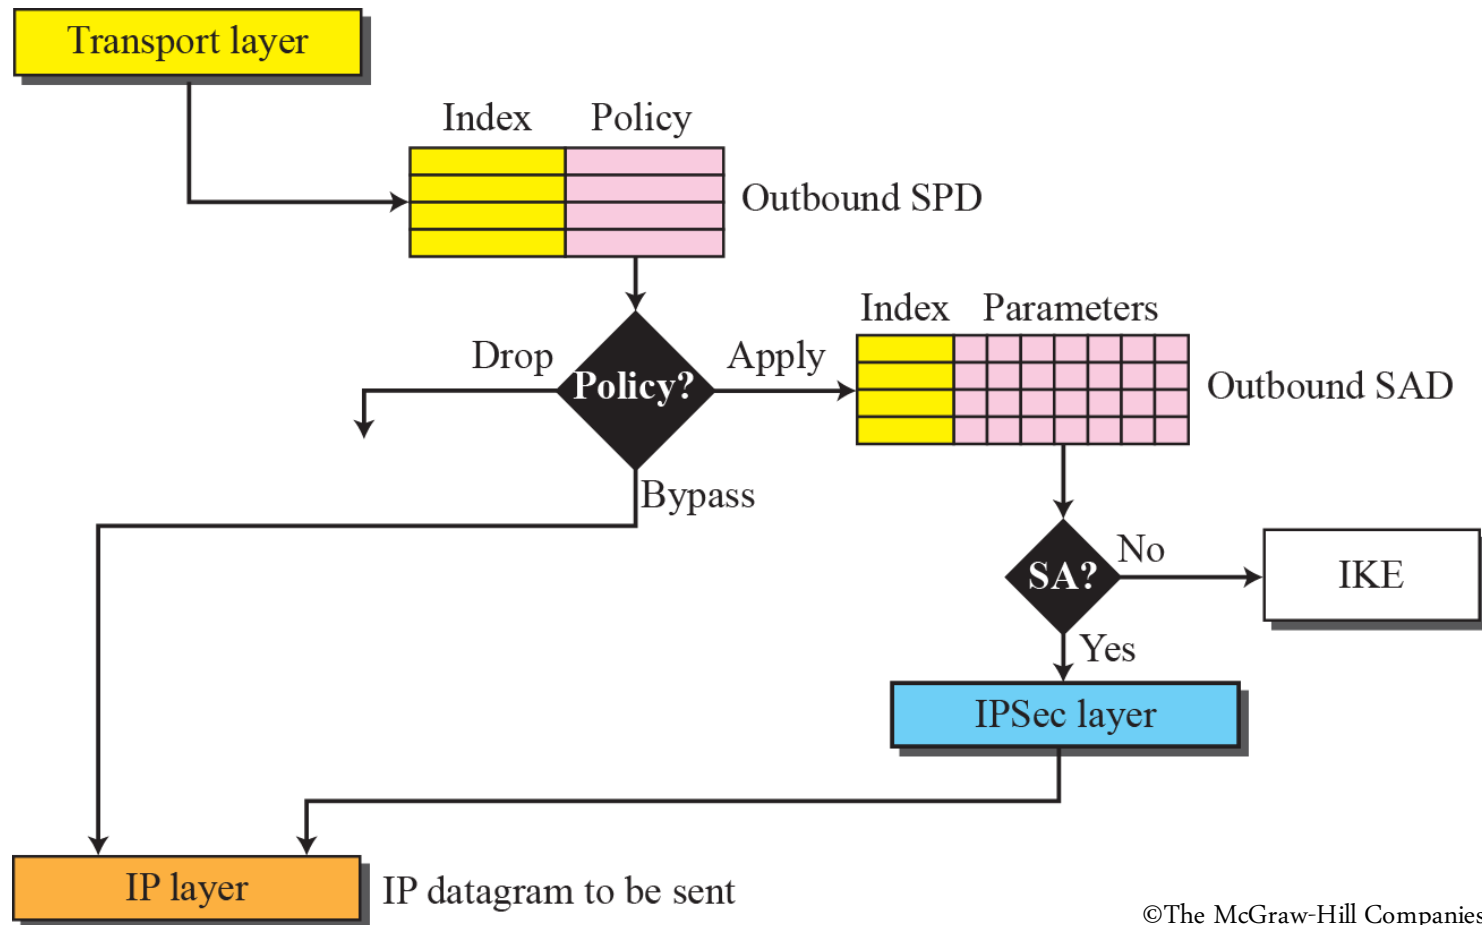 Transport layer
Index Policy
Outbound SPD
Index Parameters
Drop
Policy?
Apply
Outbound SAD
Bypass
SA?
No
IKE
Yes
IPSec layer
IP layer
IP datagram to be sent
©The McGraw-Hill Companies